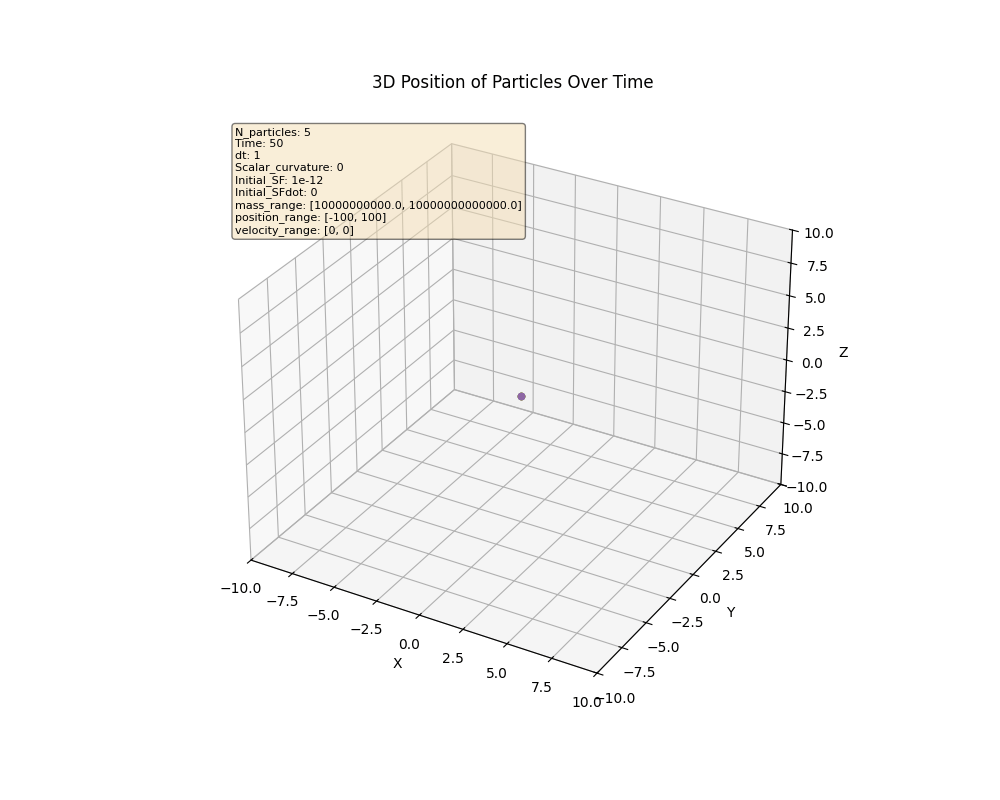 3D Position of Particles Over Time
N_particles: 5
Time: 50
dt: 1
Scalar_curvature: 0
Initial_SF: 1e-12
Initial_SFdot: 0
mass_range: [10000000000.0, 10000000000000.0]
position_range: [-100, 100]
velocity_range: [0, 0]
10.0
7.5
5.0
2.5
0.0
−2.5
−5.0
−7.5
−10.0
Z
10.0
7.5
5.0
2.5
0.0
−2.5
−5.0
−7.5
−10.0
Y
−10.0
−7.5
−5.0
−2.5
0.0
2.5
5.0
7.5
10.0
X